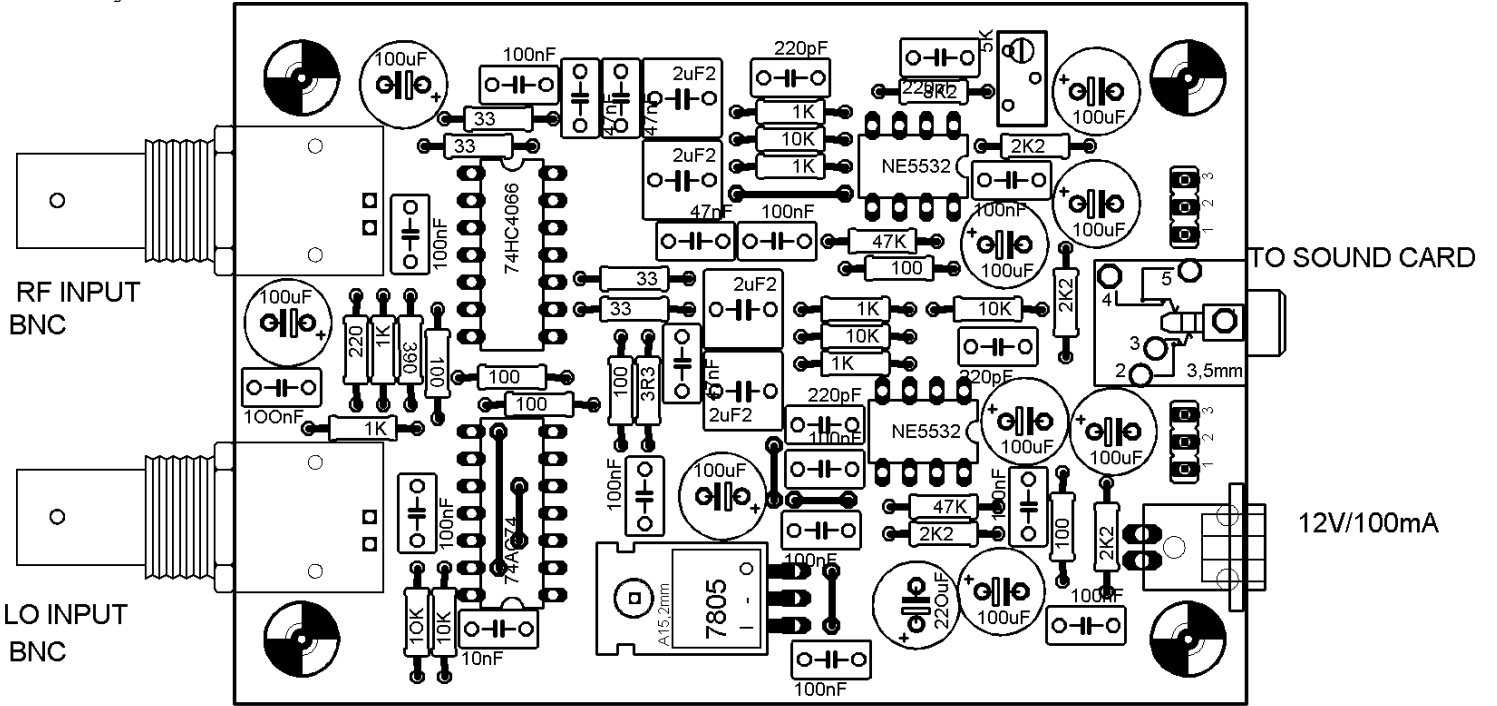 100uF
100nF
47nF
47nF
2uF2
220pF
220pF
8K2
5K
100uF
33
33
1K
10K
1K
2uF2
NE5532
2K2
100nF
100uF
3
2
1
74HC4066
100nF
47nF
100nF
47K
100
100uF
TO SOUND CARD
RF INPUT
BNC
100uF
220
1K
390
100
33
33
2uF2
1K
10K
1K
10K
2K2
220pF
4
5
3
2
3,5mm
100nF
1K
100
100
100
3R3
47nF
2uF2
220pF
100nF
NE5532
100uF
100uF
3
2
1
100nF
74AC74
100nF
100uF
100nF
47K
2K2
100nF
100
2K2
12V/100mA
LO INPUT
BNC
10K
10K
10nF
A15,2mm
7805
100nF
220uF
100uF
100nF